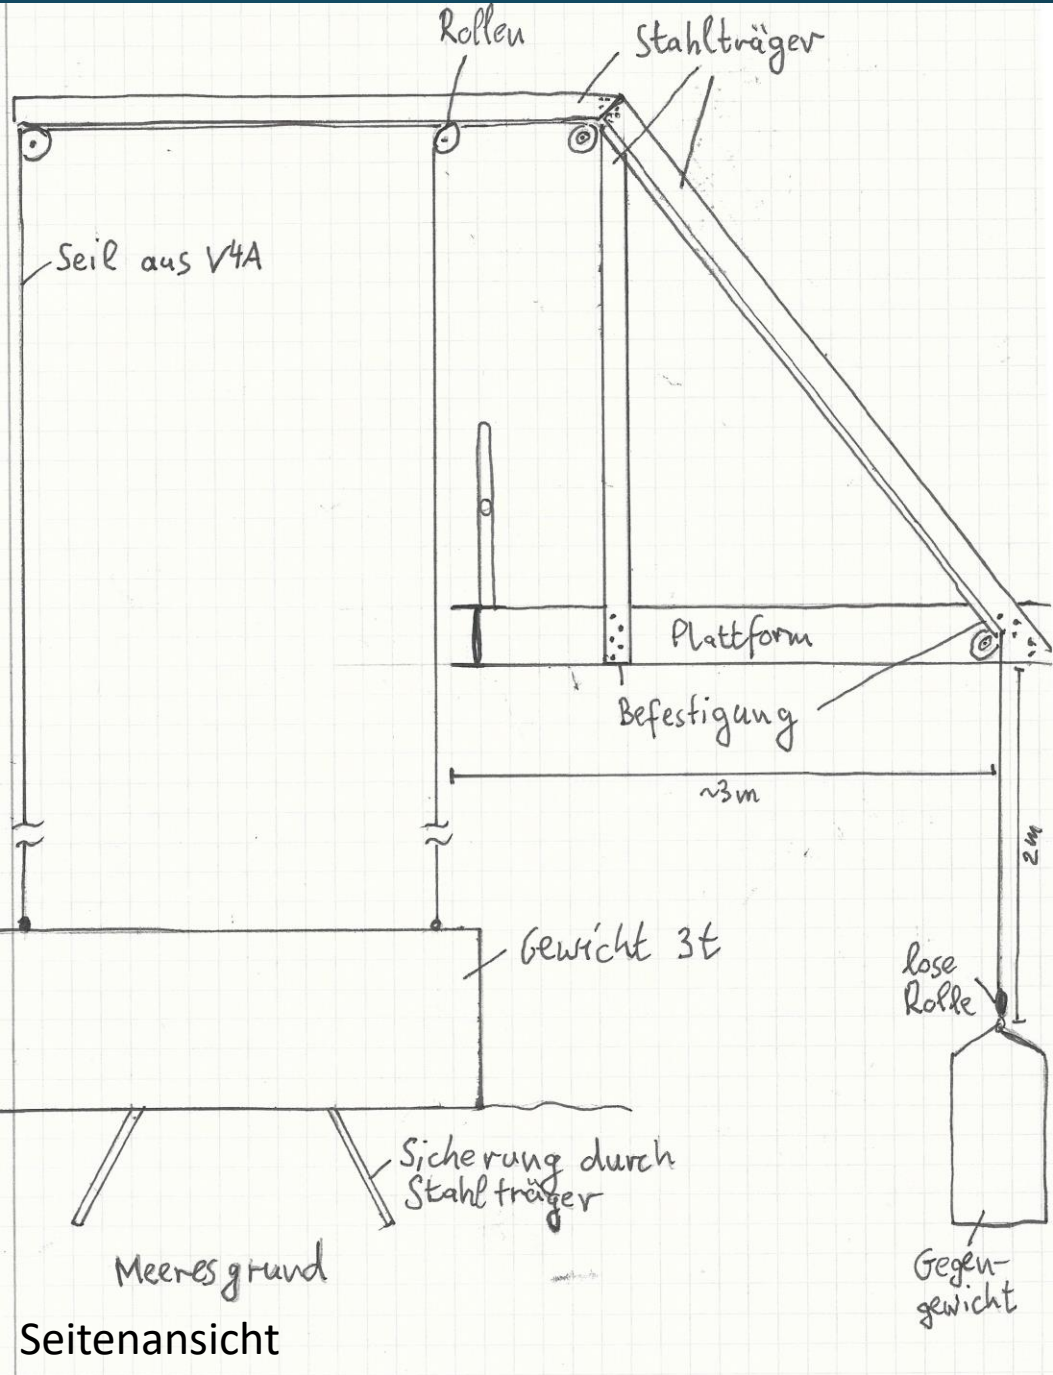 Rollen
Stahlträger
Seil aus V4A
Plattform
Befestigung
~3m
2m
Gewicht 3t
lose
Rolle
Sicherung durch
Stahlträger
Meeresgrund
Gegen-
gewicht
Seitenansicht